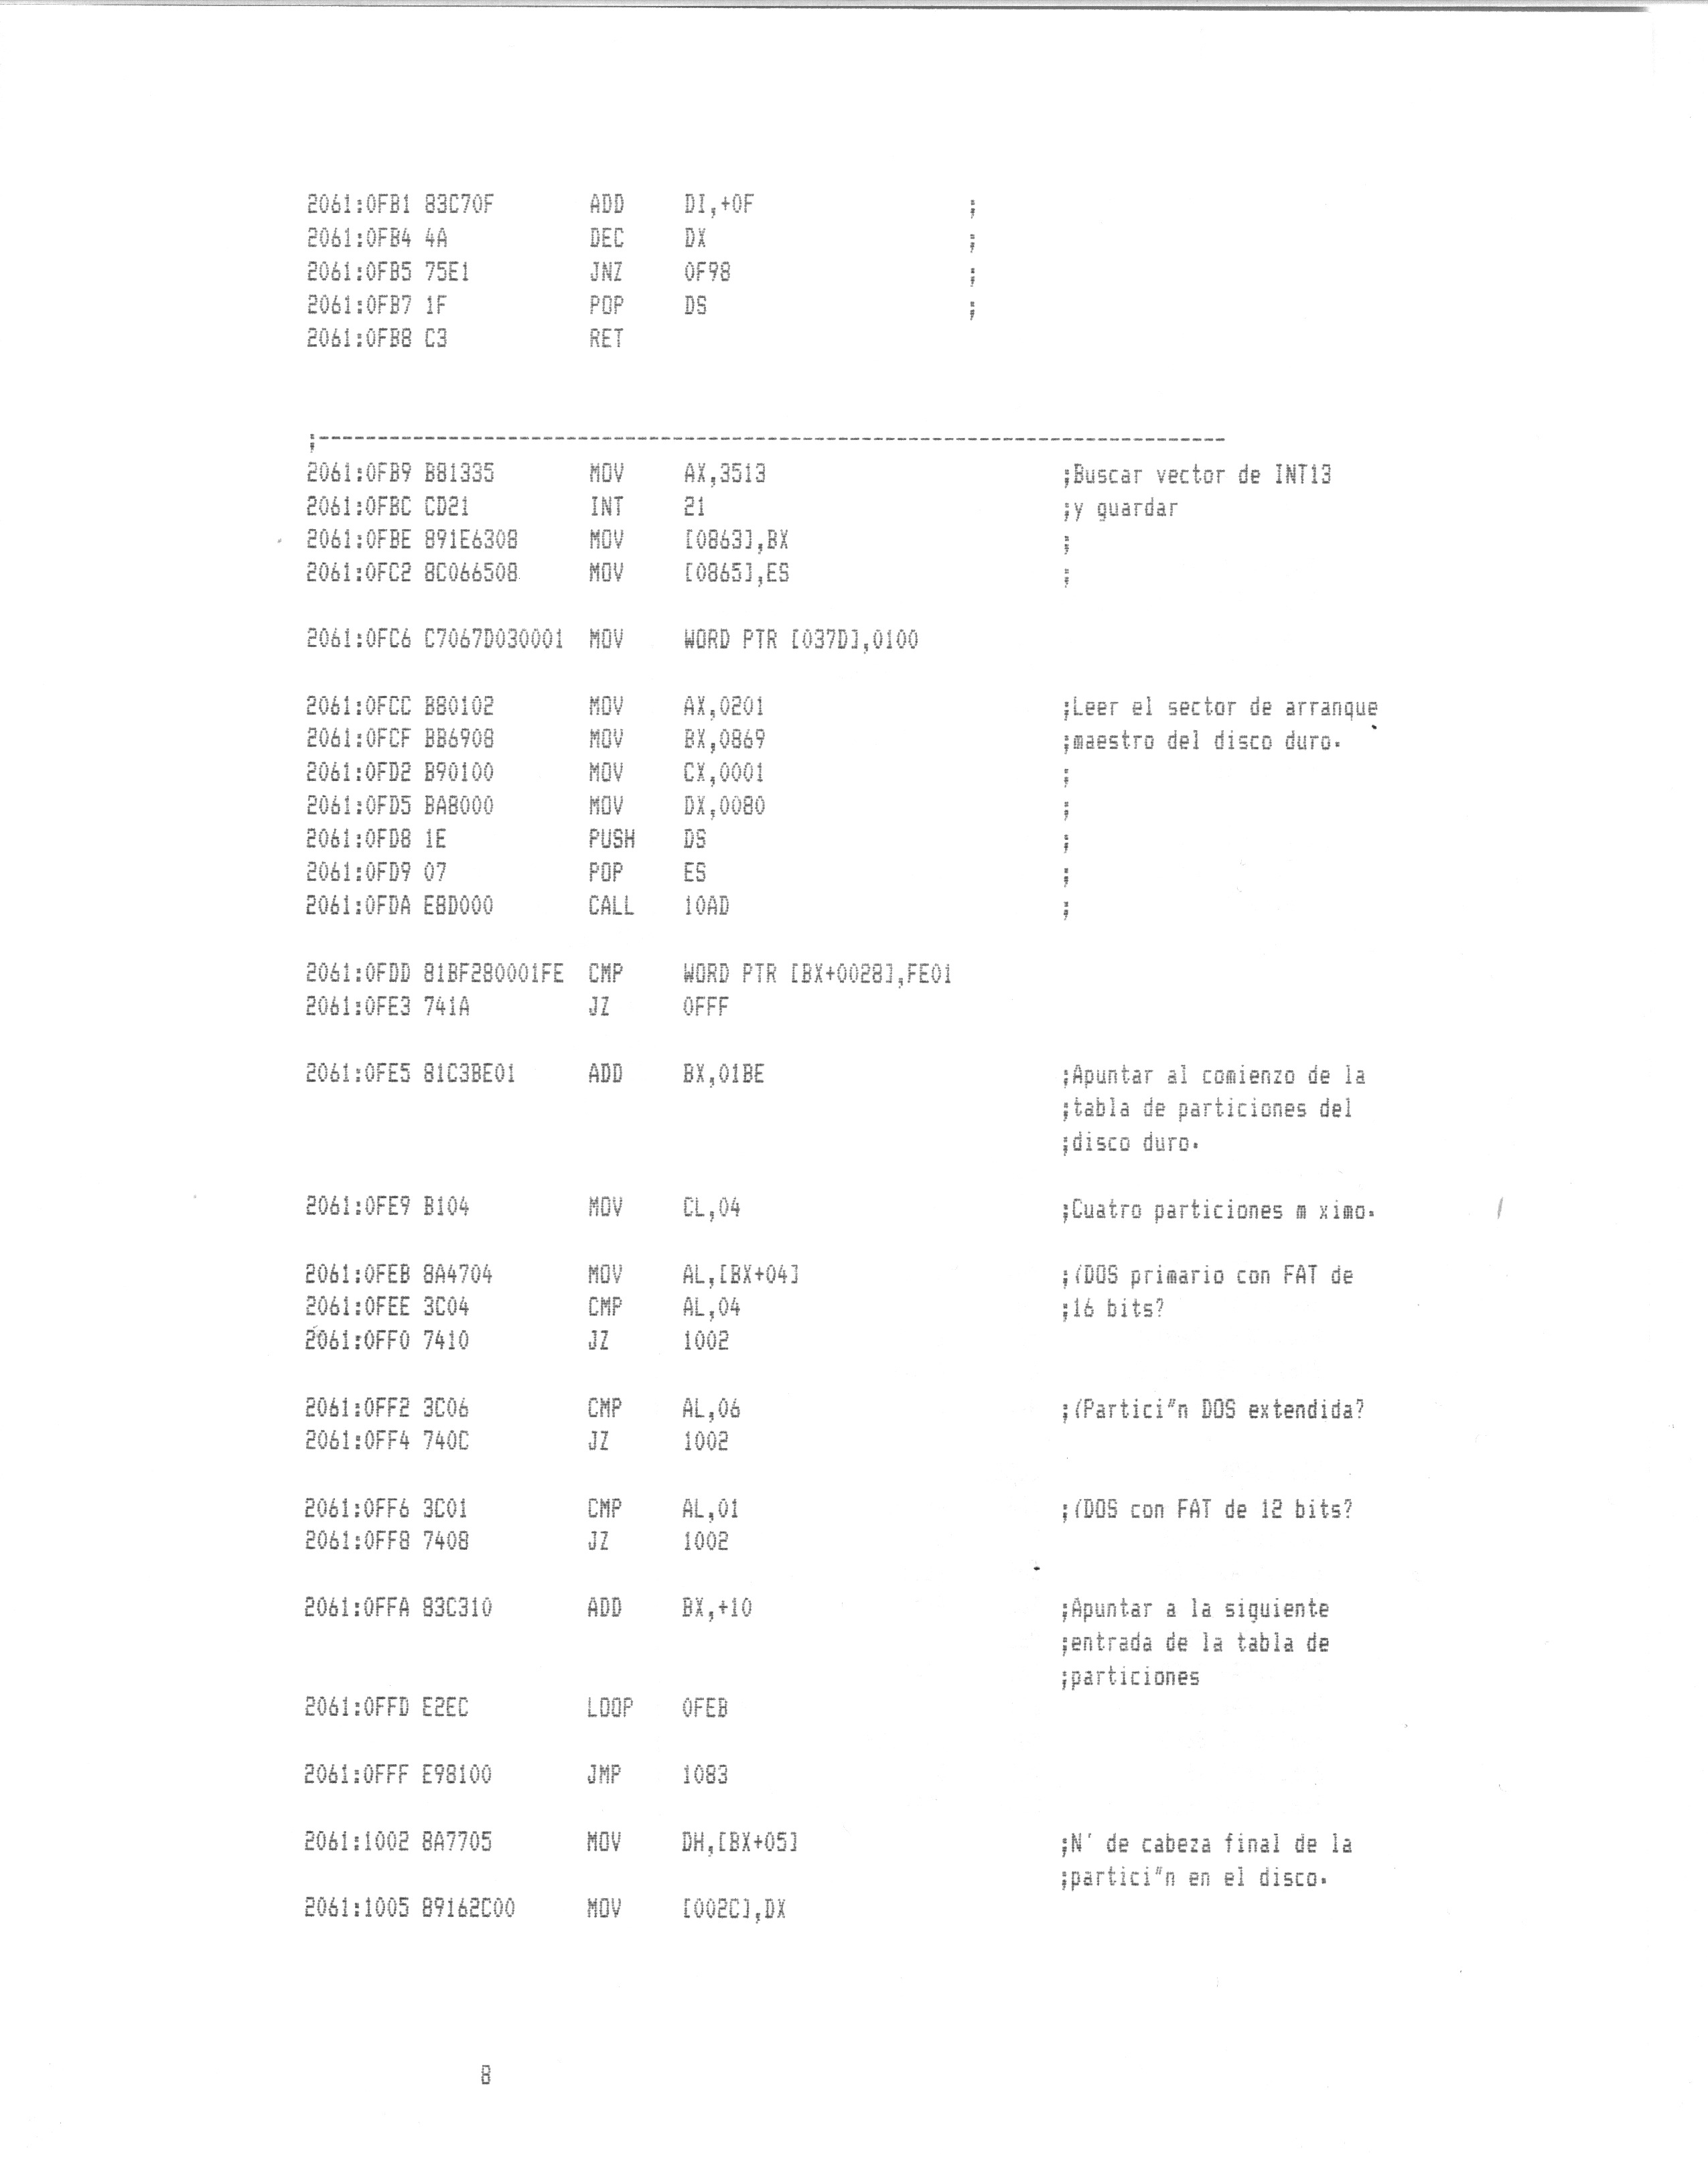 2061:0FB1 83C70F ADD DI,+0F ;
2061:0FB4 4A DEC DX ;
2061:0FB5 75E1 JNZ 0F98 ;
2061:0FB7 1F POP DS ;
2061:0FB8 C3 RET
;------------------------------------------------------------------------------
2061:0FB9 B81335 MOV AX,3513 ;Buscar vector de INT13
2061:0FBC CD21 INT 21 ;y guardar
2061:0FBE 891E6308 MOV [0863],BX ;
2061:0FC2 8C066508 MOV [0865],ES ;
2061:0FC6 C7067D030001 MOV WORD PTR [037D],0100
2061:0FCC B80102 MOV AX,0201 ;Leer el sector de arranque
2061:0FCF BB6908 MOV BX,0869 ;maestro del disco duro.
2061:0FD2 B90100 MOV CX,0001 ;
2061:0FD5 BA8000 MOV DX,0080 ;
2061:0FD8 1E PUSH DS ;
2061:0FD9 07 POP ES ;
2061:0FDA E8D000 CALL 10AD ;
2061:0FDD 81BF280001FE CMP WORD PTR [BX+0028],FE01
2061:0FE3 741A JZ 0FFF
2061:0FE5 81C3BE01 ADD BX,01BE ;Apuntar al comienzo de la
;tabla de particiones del
;disco duro.
2061:0FE9 B104 MOV CL,04 ;Cuatro particiones m ximo.
2061:0FEB 8A4704 MOV AL,[BX+04] ;(DOS primario con FAT de
2061:0FEE 3C04 CMP AL,04 ;16 bits?
2061:0FF0 7410 JZ 1002
2061:0FF2 3C06 CMP AL,06 ;(Partici"n DOS extendida?
2061:0FF4 740C JZ 1002
2061:0FF6 3C01 CMP AL,01 ;(DOS con FAT de 12 bits?
2061:0FF8 7408 JZ 1002
2061:0FFA 83C310 ADD BX,+10 ;Apuntar a la siguiente
;entrada de la tabla de
;particiones
2061:0FFD E2EC LOOP 0FEB
2061:0FFF E98100 JMP 1083
2061:1002 8A7705 MOV DH,[BX+05] ;N' de cabeza final de la
;partici"n en el disco.
2061:1005 89162C00 MOV [002C],DX
8